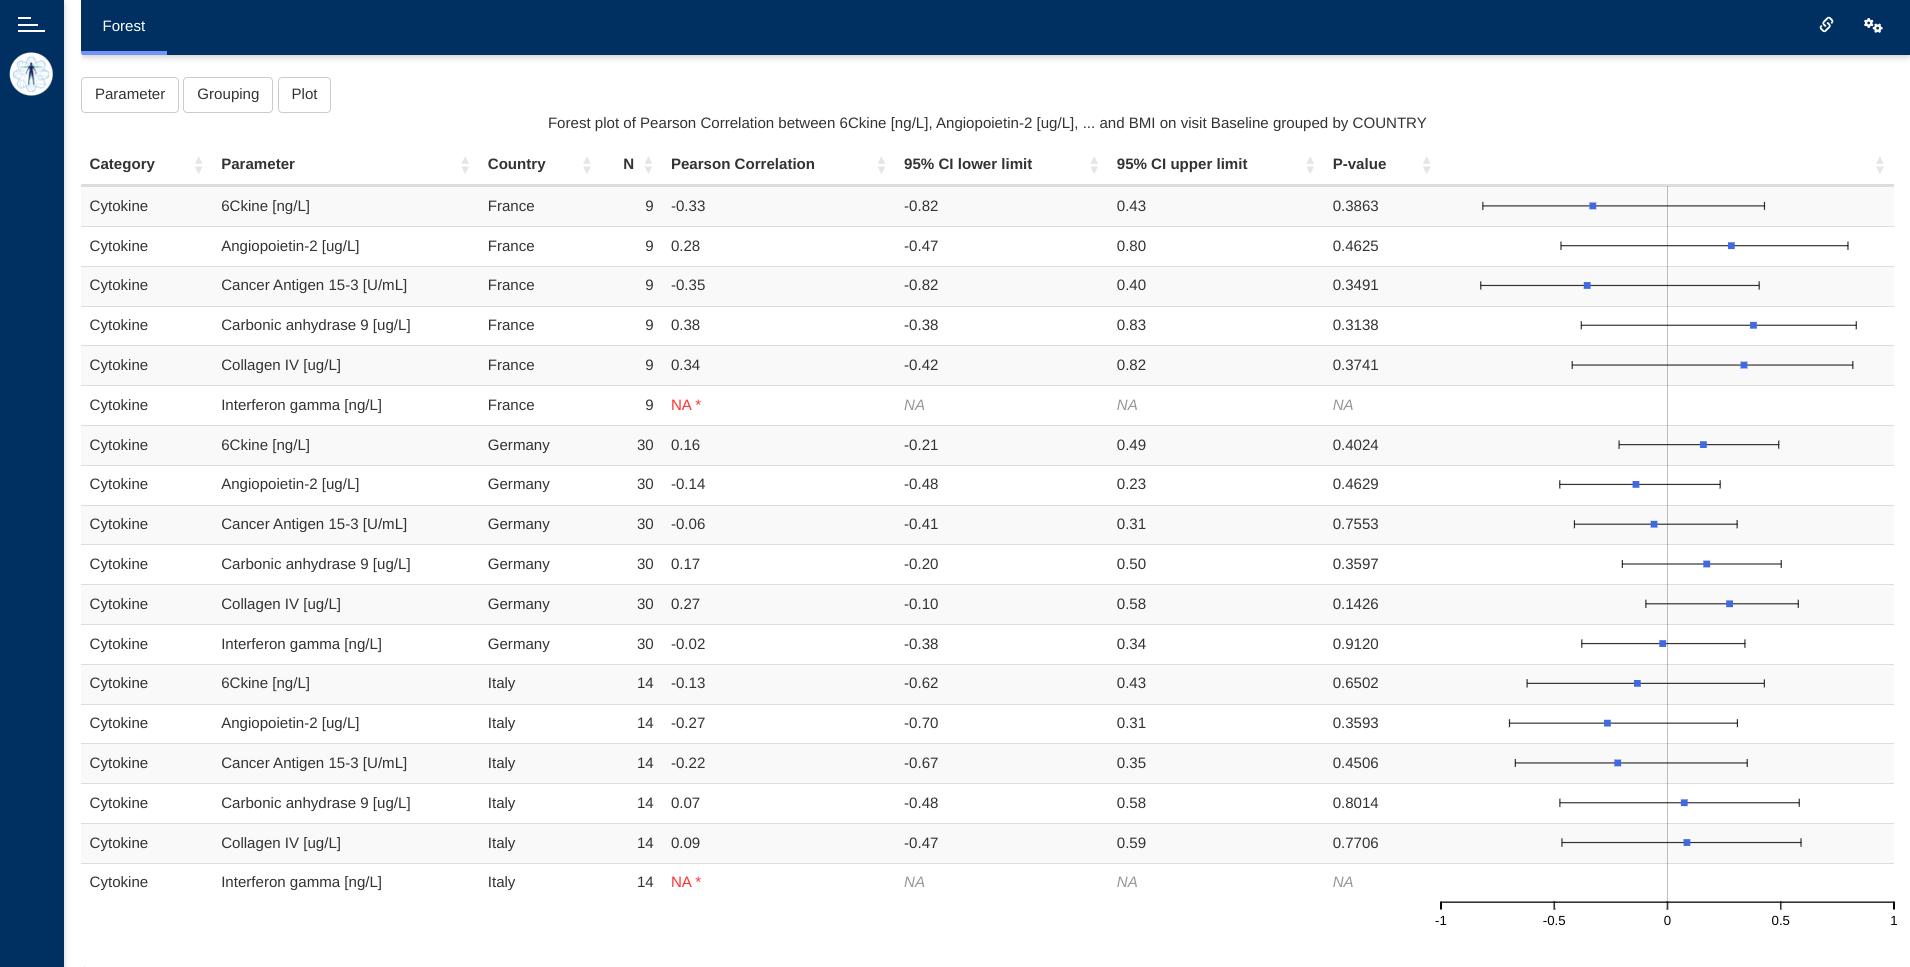 Forest
Parameter Grouping Plot
Forest plot of Pearson Correlation between 6Ckine [ng/L], Angiopoietin-2 [ug/L], ... and BMI on visit Baseline grouped by COUNTRY
Category Parameter Country N Pearson Correlation 95% CI lower limit 95% CI upper limit P-value
Cytokine 6Ckine [ng/L] France 9 -0.33 -0.82 0.43 0.3863
Cytokine Angiopoietin-2 [ug/L] France 9 0.28 -0.47 0.80 0.4625
Cytokine Cancer Antigen 15-3 [U/mL] France 9 -0.35 -0.82 0.40 0.3491
Cytokine Carbonic anhydrase 9 [ug/L] France 9 0.38 -0.38 0.83 0.3138
Cytokine Collagen IV [ug/L] France 9 0.34 -0.42 0.82 0.3741
Cytokine Interferon gamma [ng/L] France 9 NA * NA NA NA
Cytokine 6Ckine [ng/L] Germany 30 0.16 -0.21 0.49 0.4024
Cytokine Angiopoietin-2 [ug/L] Germany 30 -0.14 -0.48 0.23 0.4629
Cytokine Cancer Antigen 15-3 [U/mL] Germany 30 -0.06 -0.41 0.31 0.7553
Cytokine Carbonic anhydrase 9 [ug/L] Germany 30 0.17 -0.20 0.50 0.3597
Cytokine Collagen IV [ug/L] Germany 30 0.27 -0.10 0.58 0.1426
Cytokine Interferon gamma [ng/L] Germany 30 -0.02 -0.38 0.34 0.9120
Cytokine 6Ckine [ng/L] Italy 14 -0.13 -0.62 0.43 0.6502
Cytokine Angiopoietin-2 [ug/L] Italy 14 -0.27 -0.70 0.31 0.3593
Cytokine Cancer Antigen 15-3 [U/mL] Italy 14 -0.22 -0.67 0.35 0.4506
Cytokine Carbonic anhydrase 9 [ug/L] Italy 14 0.07 -0.48 0.58 0.8014
Cytokine Collagen IV [ug/L] Italy 14 0.09 -0.47 0.59 0.7706
Cytokine Interferon gamma [ng/L] Italy 14 NA * NA NA NA
-1 -0.5 0 0.5 1